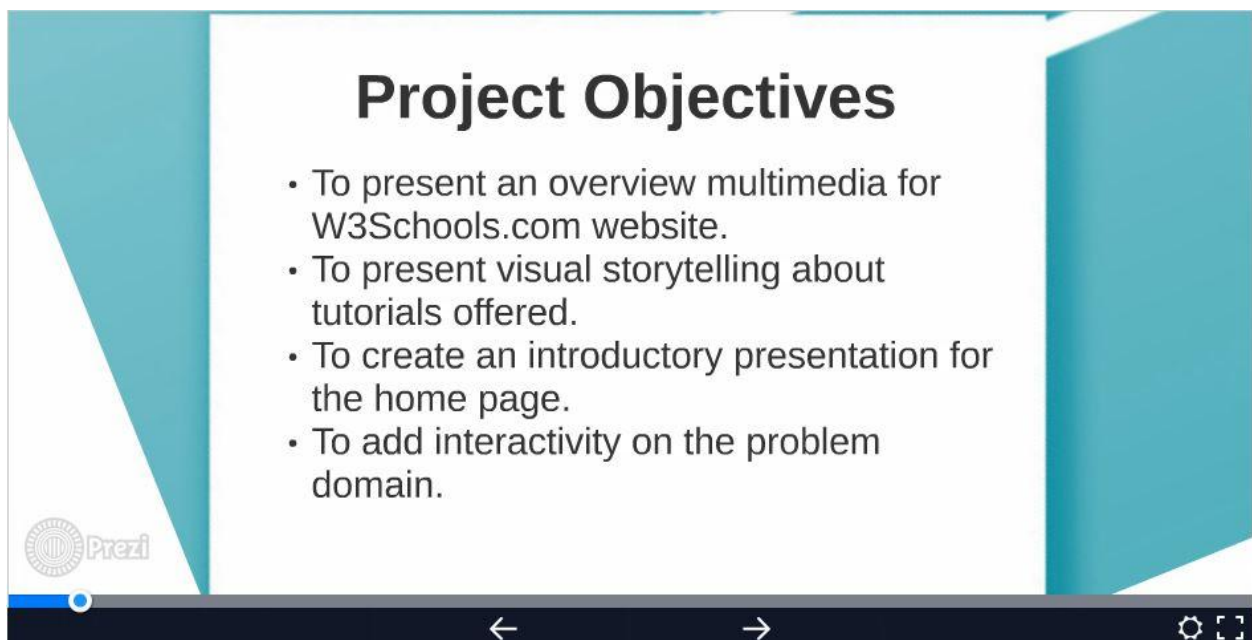 Project Objectives
• To present an overview multimedia for
W3Schools.com website.
• To present visual storytelling about
tutorials offered.
• To create an introductory presentation for
the home page.
• To add interactivity on the problem
domain.
Prezi